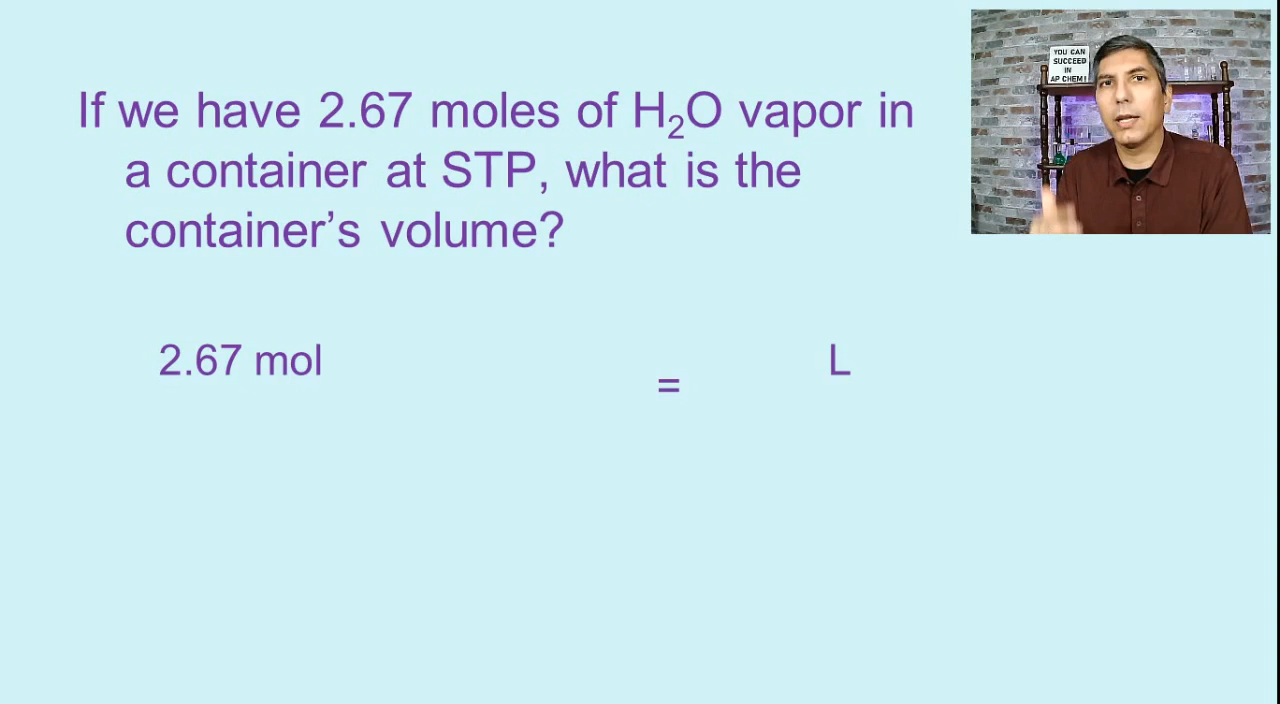 If we have 2.67 moles of H₂O vapor in
a container at STP, what is the
container's volume?
YOU CAN
SUCCEED
IN
AP CHEM!
2.67 mol
=
L